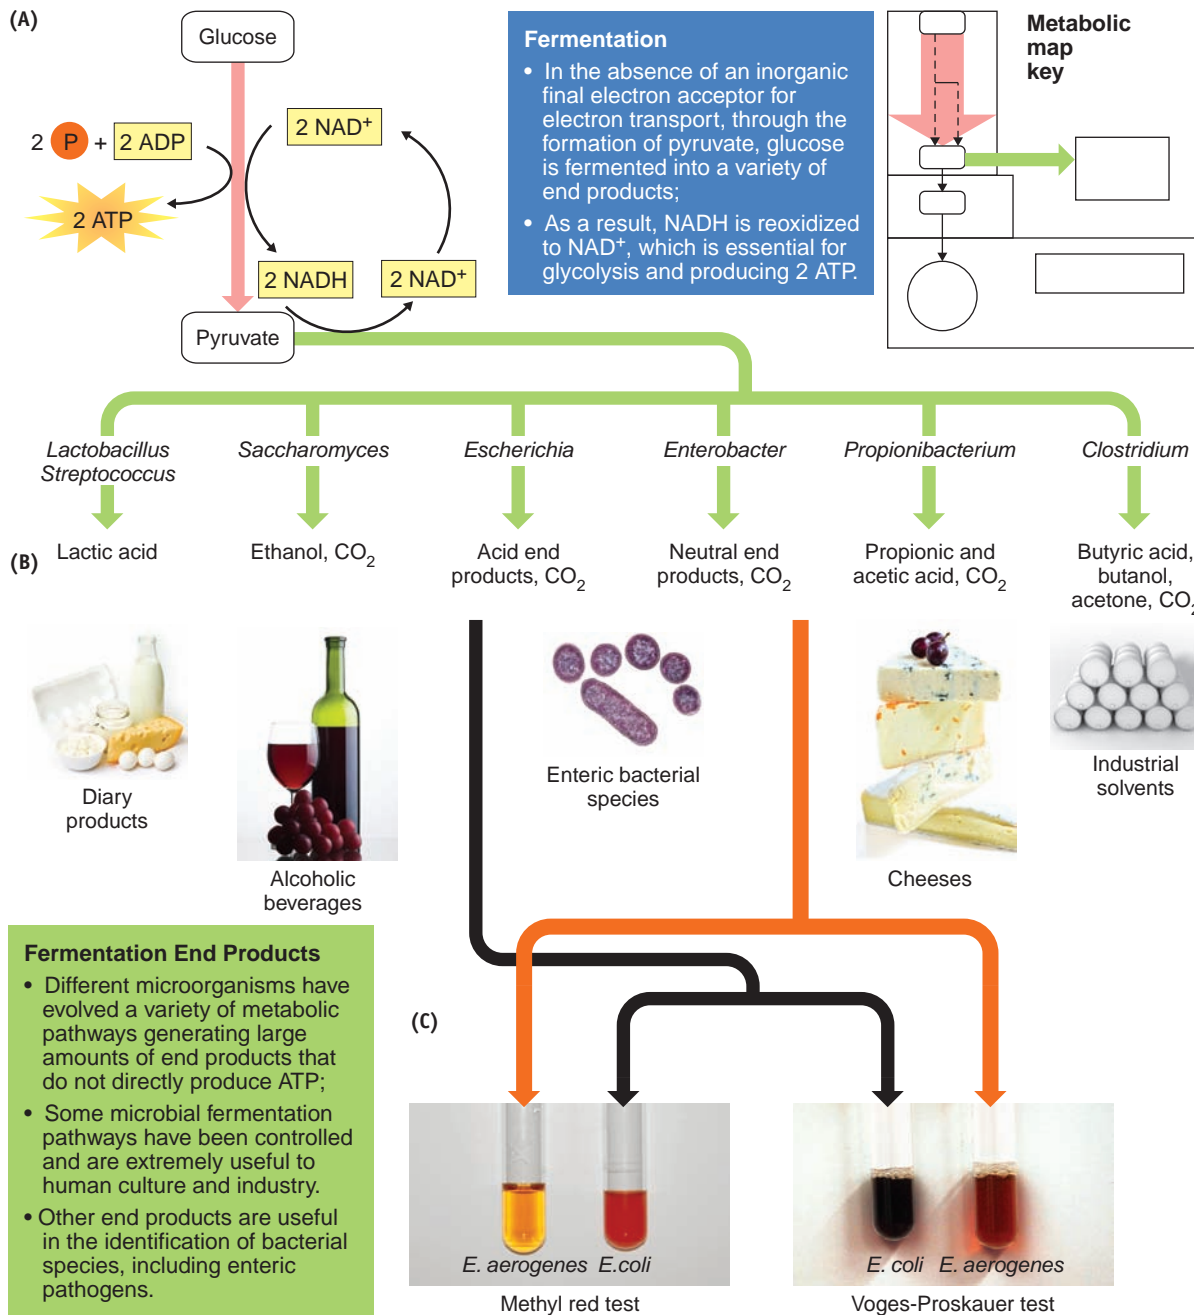 (A)
Glucose
2 P + 2 ADP
2 ATP
2 NAD+
2 NADH
2 NAD+
Pyruvate
Fermentation
• In the absence of an inorganic
final electron acceptor for
electron transport, through the
formation of pyruvate, glucose
is fermented into a variety of
end products;
• As a result, NADH is reoxidized
to NAD+, which is essential for
glycolysis and producing 2 ATP.
Metabolic
map
key
Lactobacillus
Streptococcus
Saccharomyces
Escherichia
Enterobacter
Propionibacterium
Clostridium
(B)
Lactic acid
Ethanol, CO2
Acid end
products, CO2
Neutral end
products, CO2
Propionic and
acetic acid, CO2
Butyric acid,
butanol,
acetone, CO2
Diary
products
Alcoholic
beverages
Enteric bacterial
species
Cheeses
Industrial
solvents
Fermentation End Products
• Different microorganisms have
evolved a variety of metabolic
pathways generating large
amounts of end products that
do not directly produce ATP;
• Some microbial fermentation
pathways have been controlled
and are extremely useful to
human culture and industry.
• Other end products are useful
in the identification of bacterial
species, including enteric
pathogens.
(C)
E. aerogenes E.coli
Methyl red test
E. coli E. aerogenes
Voges-Proskauer test